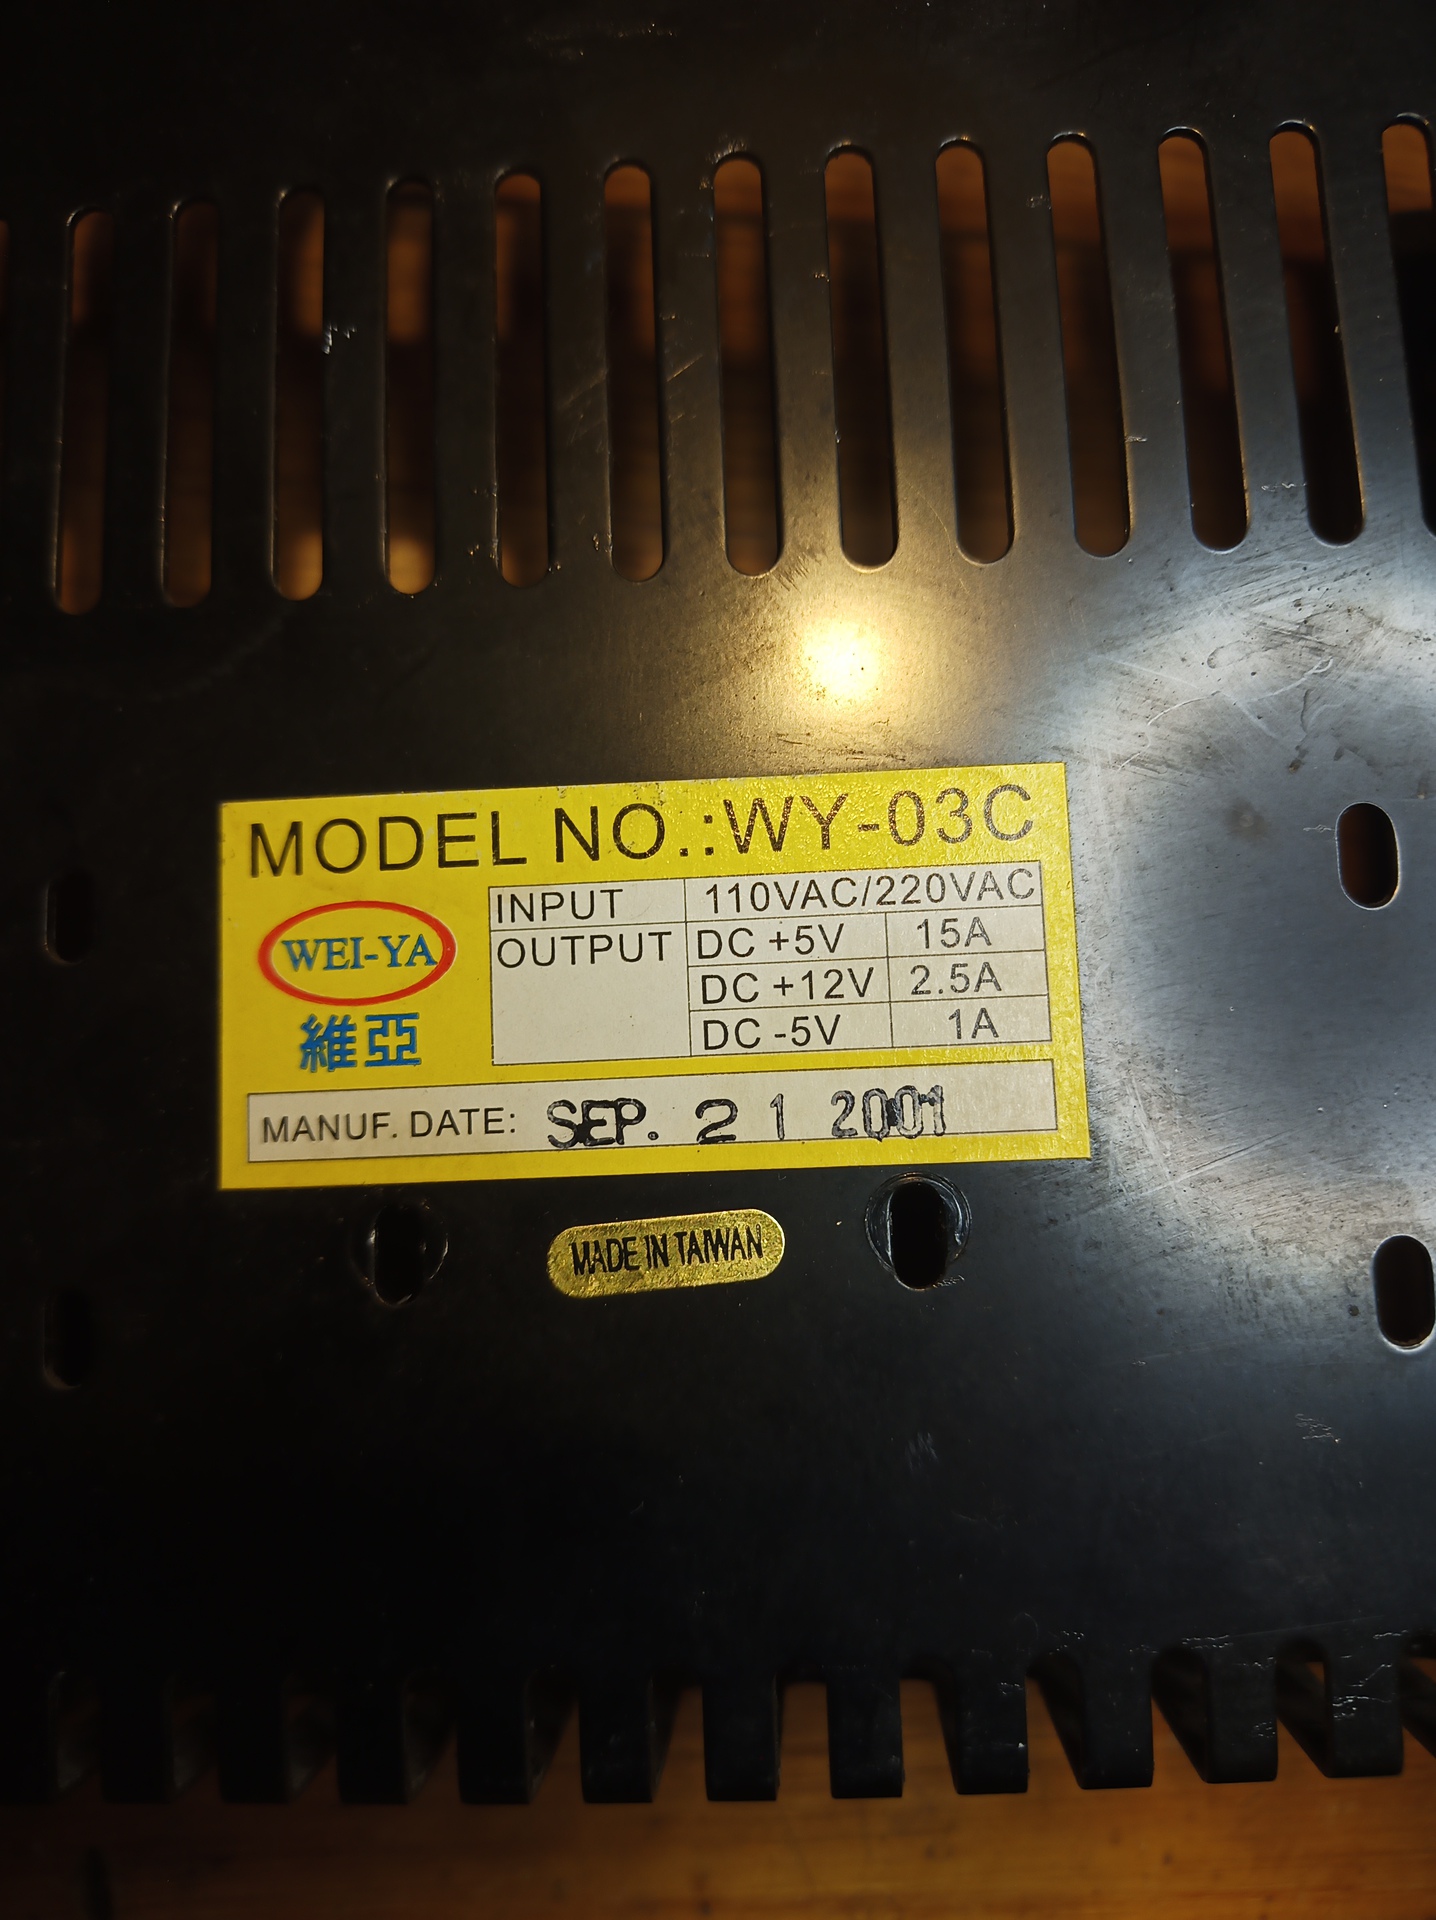 MODEL NO.:WY-03C
WEI-YA
維亞
INPUT 110VAC/220VAC
OUTPUT DC +5V 15A
DC +12V 2.5A
DC -5V 1A
MANUF. DATE: SEP. 21 2001
MADE IN TAIWAN